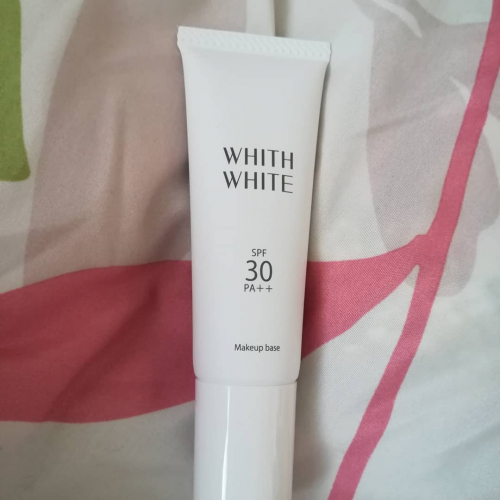 WHITH
WHITE
SPF
30
PA++
Makeup base